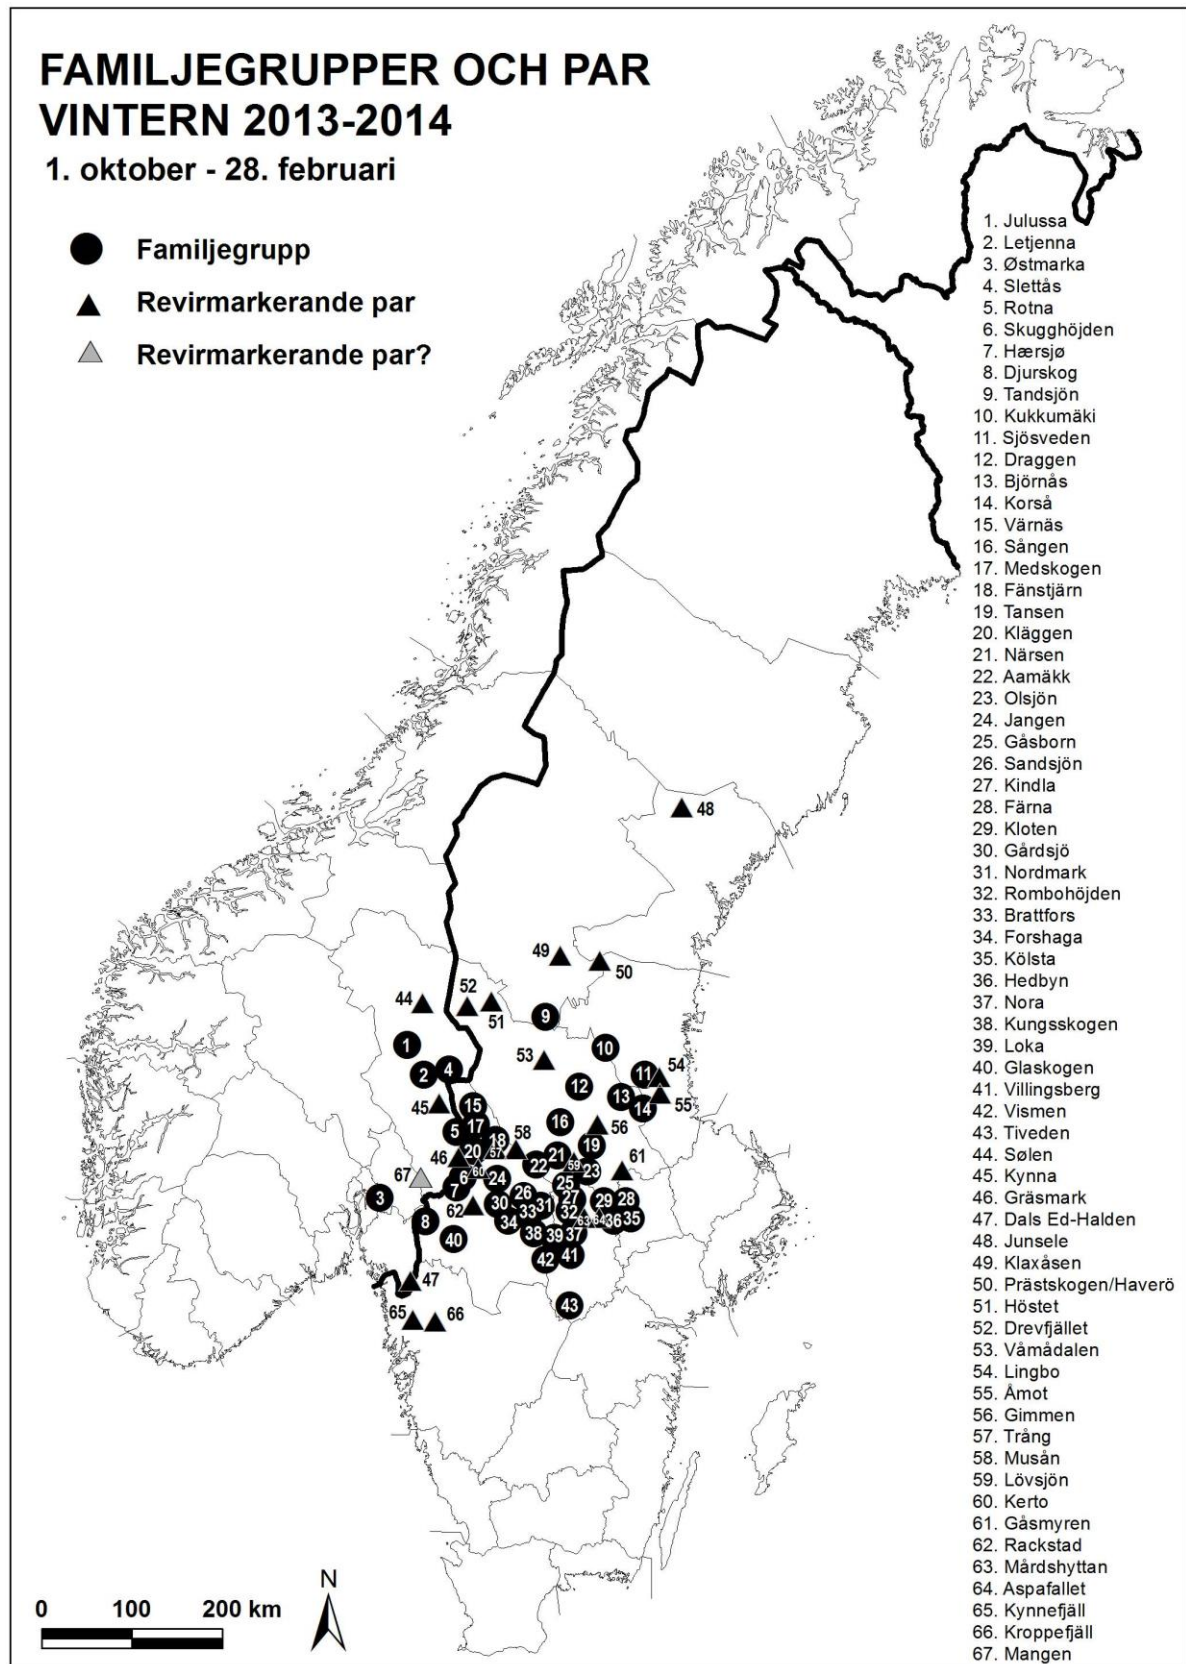 FAMILJEGRUPPER OCH PAR
VINTERN 2013-2014
1. oktober - 28. februari
Familjegrupp
Revirmarkerande par
Revirmarkerande par?
1. Julussa
2. Letjenna
3. Østmarka
4. Slettås
5. Rotna
6. Skugghöjden
7. Hærsjø
8. Djurskog
9. Tandsjön
10. Kukkumäki
11. Sjösveden
12. Draggen
13. Björnås
14. Korså
15. Värnäs
16. Sången
17. Medskogen
18. Fänstjärn
19. Tansen
20. Kläggen
21. Närsen
22. Aamäkk
23. Olsjön
24. Jangen
25. Gåsborn
26. Sandsjön
27. Kindla
28. Färna
29. Kloten
30. Gårdsjö
31. Nordmark
32. Rombohöjden
33. Brattfors
34. Forshaga
35. Kölsta
36. Hedbyn
37. Nora
38. Kungsskogen
39. Loka
40. Glaskogen
41. Villingsberg
42. Vismen
43. Tiveden
44. Sølen
45. Kynna
46. Gräsmark
47. Dals Ed-Halden
48. Junsele
49. Klaxåsen
50. Prästskogen/Haverö
51. Höstet
52. Drevfjället
53. Våmådalen
54. Lingbo
55. Åmot
56. Gimmen
57. Trång
58. Musån
59. Lövsjön
60. Kerto
61. Gåsmyren
62. Rackstad
63. Mårdshyttan
64. Aspafallet
65. Kynnefjäll
66. Kroppefjäll
67. Mangen
48
49
50
52
44
51
9
1
10
53
54
2
4
11
12
13
55
45
15
14
16
17
56
5
18
58
19
20
57
21
46
22
59
61
60
23
67
6
24
25
7
3
26
27
29
28
30
31
62
33
32
8
34
63
64
36
35
40
38
39
37
42
41
47
43
65
66
0 100 200 km
N